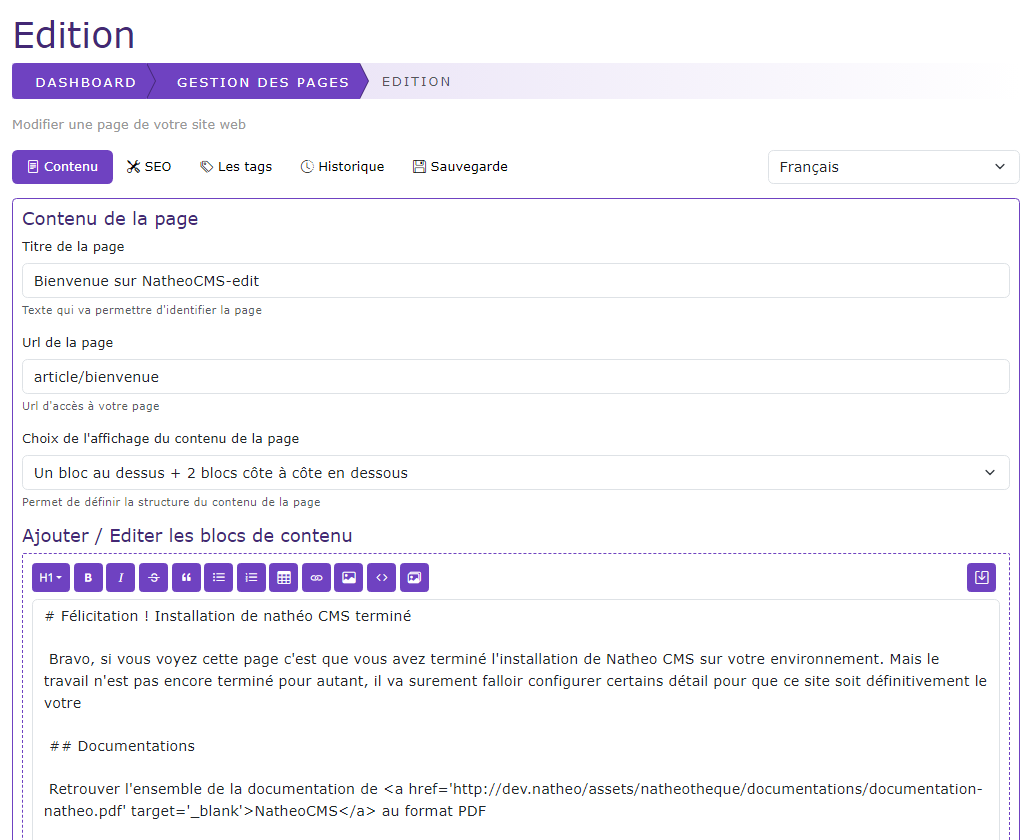 Edition
DASHBOARD GESTION DES PAGES EDITION
Modifier une page de votre site web
Contenu SEO Les tags Historique Sauvegarde Français
Contenu de la page
Titre de la page
Bienvenue sur NatheoCMS-edit
Texte qui va permettre d'identifier la page
Url de la page
article/bienvenue
Url d'accès à votre page
Choix de l'affichage du contenu de la page
Un bloc au dessus + 2 blocs côte à côte en dessous
Permet de définir la structure du contenu de la page
Ajouter / Editer les blocs de contenu
H1 B I S
# Félicitation ! Installation de nathéo CMS terminé
Bravo, si vous voyez cette page c'est que vous avez terminé l'installation de Natheo CMS sur votre environnement. Mais le
travail n'est pas encore terminé pour autant, il va surement falloir configurer certains détail pour que ce site soit définitivement le
votre
## Documentations
Retrouver l'ensemble de la documentation de <a href='http://dev.natheo/assets/natheotheque/documentations/documentation-
natheo.pdf' target='_blank'>NatheoCMS</a> au format PDF